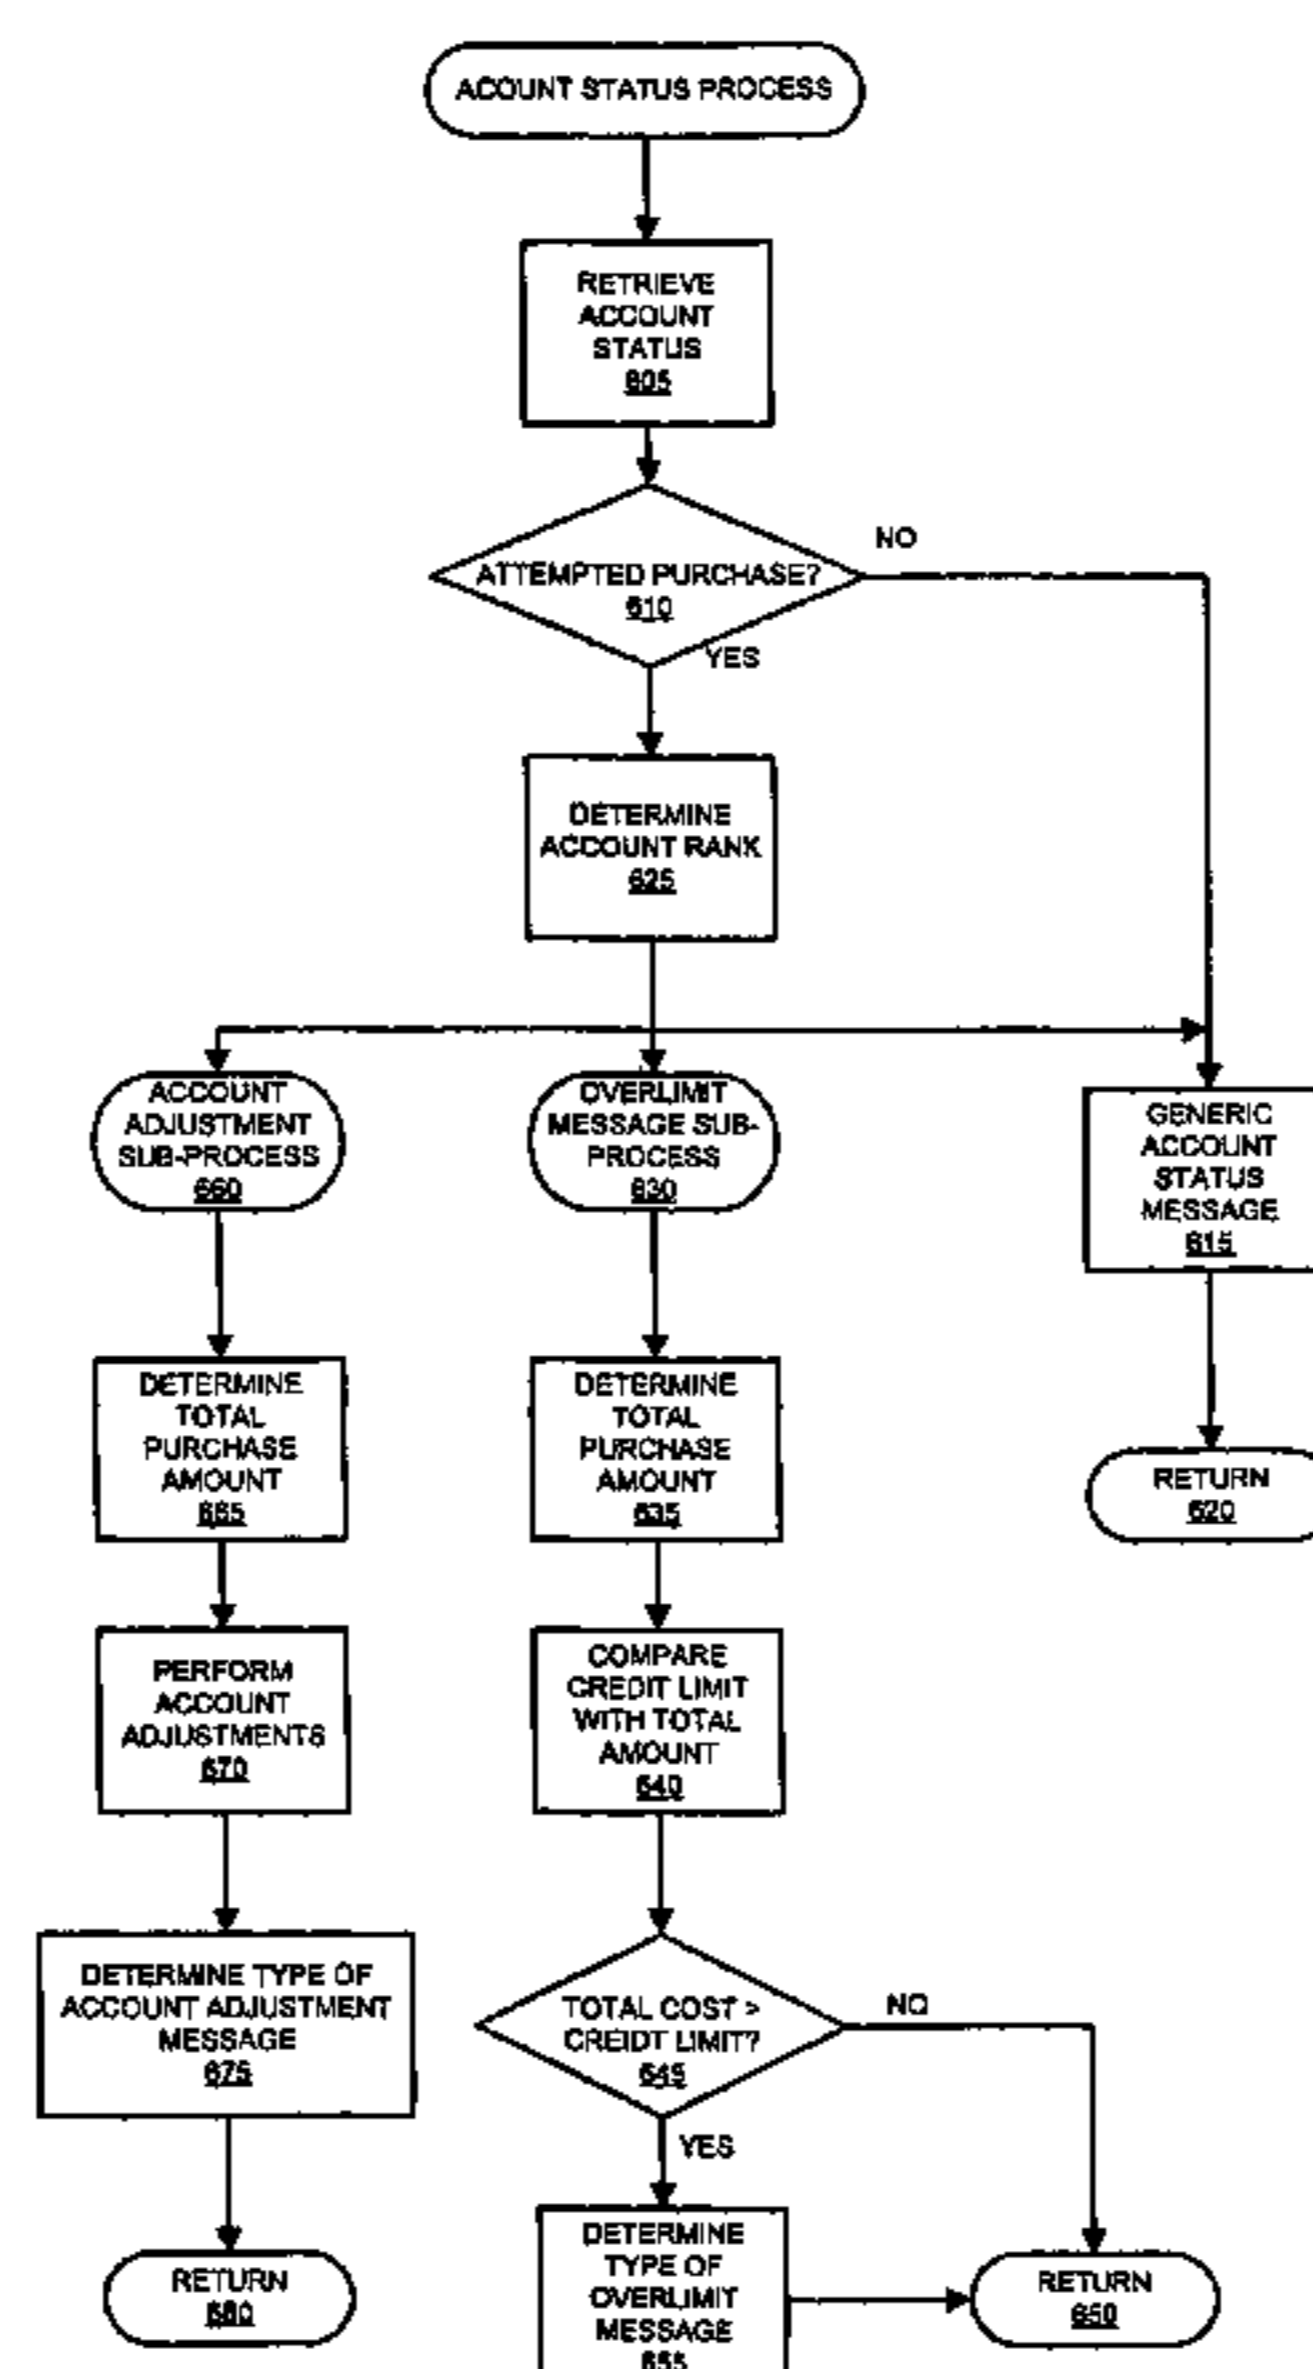 ACOUNT STATUS PROCESS
RETRIEVE
ACCOUNT
STATUS
605
NO
ATTEMPTED PURCHASE?
610
YES
DETERMINE
ACCOUNT RANK
625
ACCOUNT
ADJUSTMENT
SUB-PROCESS
660
OVERLIMIT
MESSAGE SUB-
PROCESS
630
GENERIC
ACCOUNT
STATUS
MESSAGE
615
DETERMINE
TOTAL
PURCHASE
AMOUNT
665
DETERMINE
TOTAL
PURCHASE
AMOUNT
635
RETURN
620
PERFORM
ACCOUNT
ADJUSTMENTS
670
COMPARE
CREDIT LIMIT
WITH TOTAL
AMOUNT
640
DETERMINE TYPE OF
ACCOUNT ADJUSTMENT
MESSAGE
675
TOTAL COST >
CREIDT LIMIT?
645
NO
YES
RETURN
680
DETERMINE
TYPE OF
OVERLIMIT
MESSAGE
655
RETURN
650